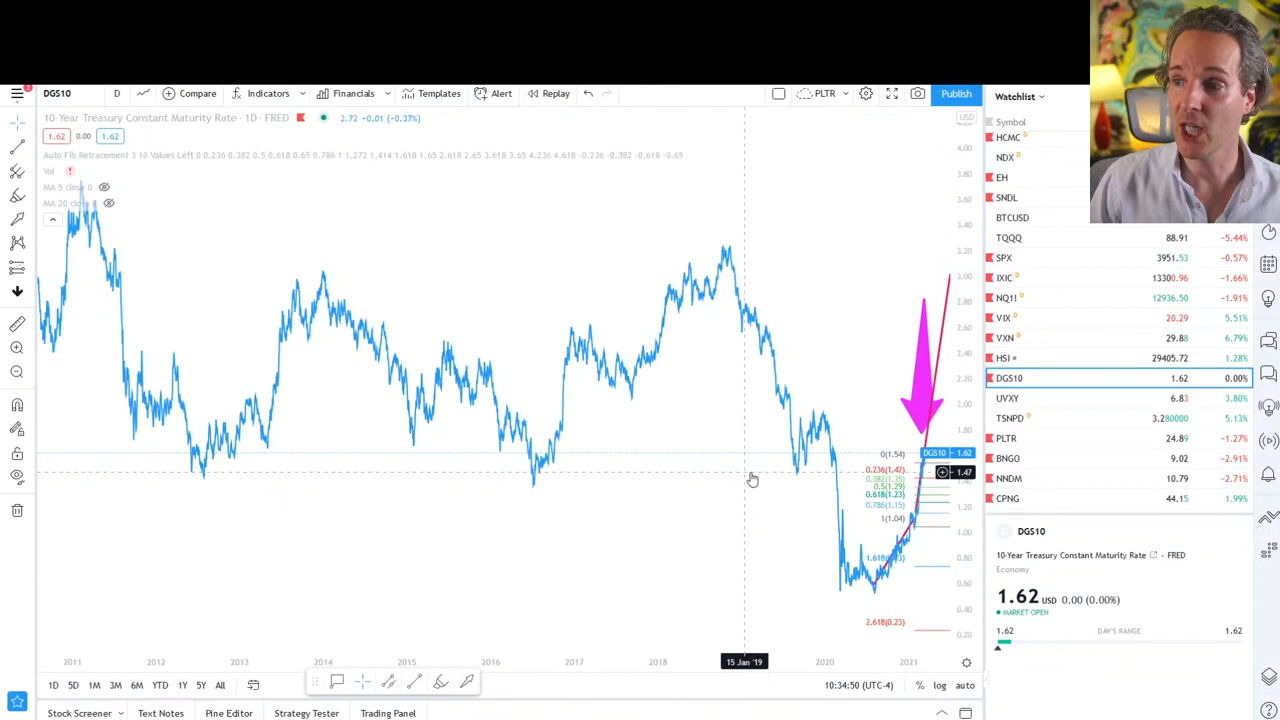 DGS10 D Compare Indicators Financials Templates Alert Replay PLTR Publish
Watchlist
10-Year Treasury Constant Maturity Rate · 1D · FRED 2.72 +0.01 (−0.37%)
USD
Symbol
1.62 0.00 1.62
HCMC D
Auto Fib Retracement 3 10 Values Left 0 0.236 0.382 0.5 0.618 0.65 0.786 1 1.272 1.414 1.618 1.65 2.618 2.65 3.618 3.65 4.236 4.618 -0.236 -0.382 -0.618 -0.65
NDX D
Vol !
EH
MA 5 close 0
SNDL
MA 20 close
BTCUSD
TQQQ 88.91 −5.44%
SPX 3951.53 −0.57%
IXIC D 13300.96 −1.66%
NQ1! D 12936.50 −1.91%
VIX 20.29 5.51%
VXN 29.88 6.79%
HSI 29405.72 1.28%
DGS10 1.62 0.00%
UVXY 6.83 3.80%
TSNPD D 3.280000 5.13%
PLTR 24.89 −1.27%
BNGO 9.02 −2.91%
NNDM 10.79 −2.71%
CPNG 44.15 −1.09%
4.00
3.80
3.60
3.40
3.20
3.00
2.80
2.60
2.40
2.20
2.00
1.80
0(1.54) DGS10 1.62
0.236(1.42) 1.47
0.382(1.35)
0.5(1.29)
0.618(1.23)
0.786(1.15) 1.20
1(1.04) 1.00
0.80
0.60
0.40
2.618(0.23) 0.20
DGS10
10-Year Treasury Constant Maturity Rate FRED
Economy
1.62 USD 0.00 (0.00%)
MARKET OPEN
1.62 DAY'S RANGE 1.62
2011 2012 2013 2014 2015 2016 2017 2018 15 Jan '19 2020 2021
1D 5D 1M 3M 6M YTD 1Y 5Y All
10:34:50 (UTC-4) % log auto
Stock Screener Text Notes Pine Editor Strategy Tester Trading Panel